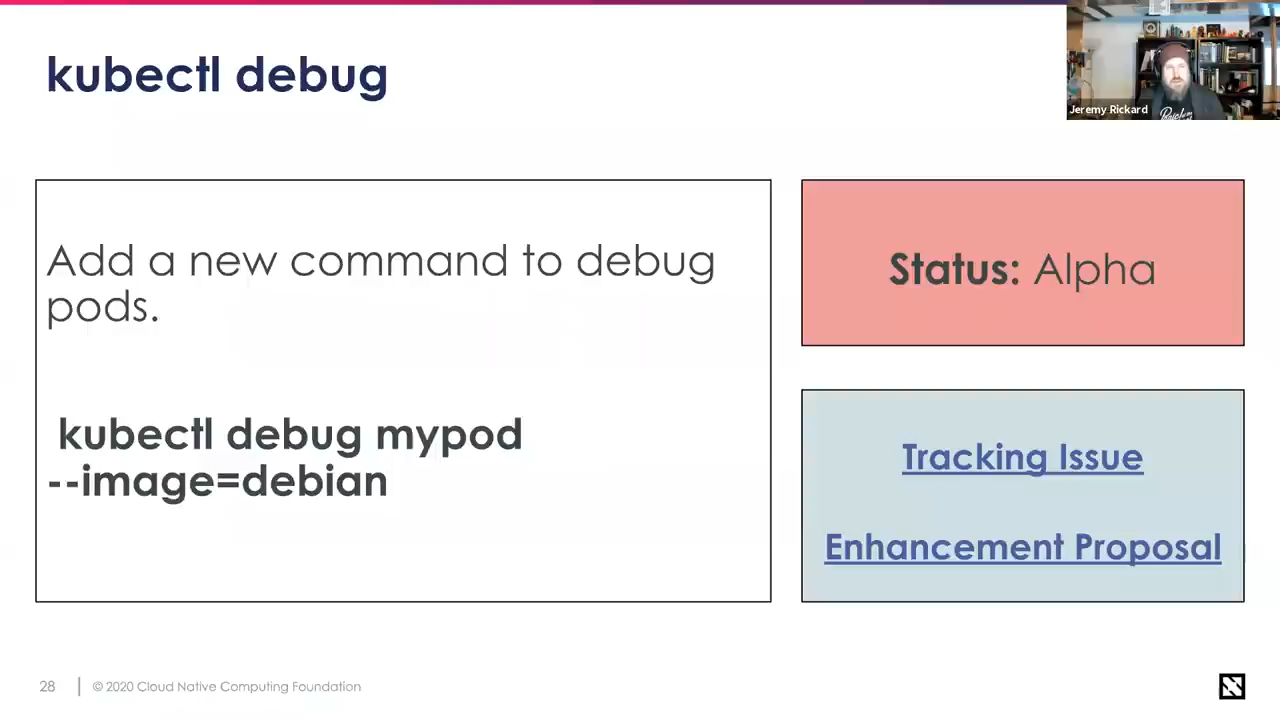 kubectl debug
Jeremy Rickard
Add a new command to debug
pods.
kubectl debug mypod
--image=debian
Status: Alpha
Tracking Issue
Enhancement Proposal
28
© 2020 Cloud Native Computing Foundation